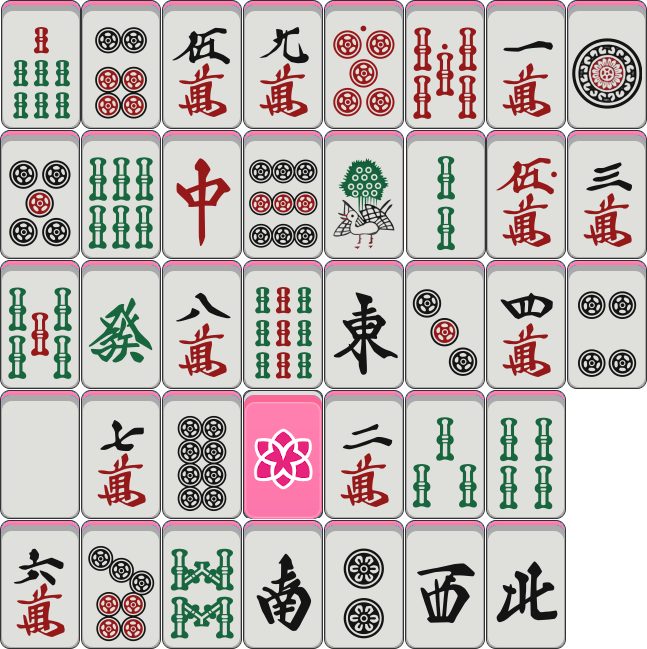 伍萬 九萬 一萬
中 伍萬 三萬
發 八萬 東 四萬
七萬 二萬
六萬 南 西 北